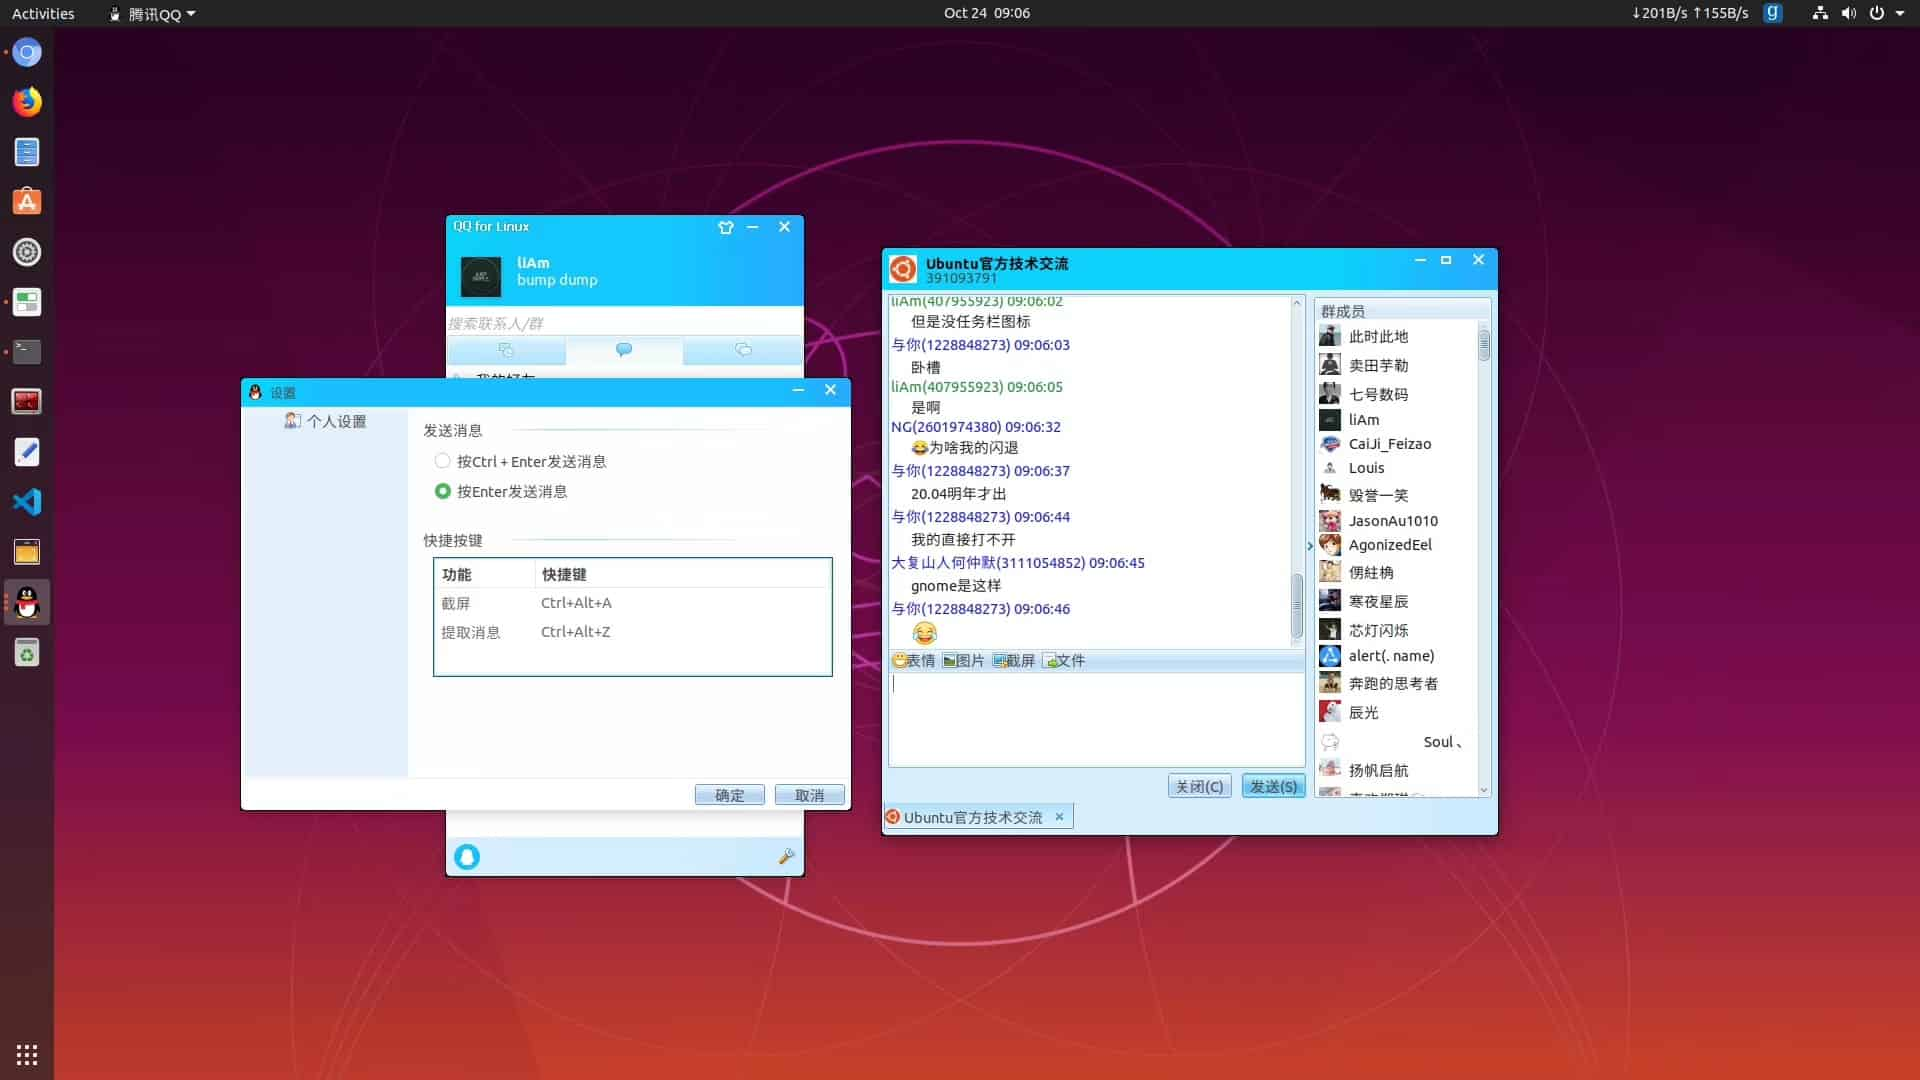 Activities
腾讯QQ
Oct 24 09:06
↓201B/s ↑155B/s
g
QQ for Linux
liAm
bump dump
搜索联系人/群
我的好友
设置
个人设置
发送消息
按Ctrl + Enter发送消息
按Enter发送消息
快捷按键
功能 快捷键
截屏 Ctrl+Alt+A
提取消息 Ctrl+Alt+Z
确定 取消
Ubuntu官方技术交流
391093791
liAm(407955923) 09:06:02
但是没任务栏图标
与你(1228848273) 09:06:03
卧槽
liAm(407955923) 09:06:05
是啊
NG(2601974380) 09:06:32
😂为啥我的闪退
与你(1228848273) 09:06:37
20.04明年才出
与你(1228848273) 09:06:44
我的直接打不开
大复山人何仲默(3111054852) 09:06:45
gnome是这样
与你(1228848273) 09:06:46
😂
表情 图片 截屏 文件
关闭(C) 发送(S)
Ubuntu官方技术交流
群成员
此时此地
卖田芋勒
七号数码
liAm
CaiJi_Feizao
Louis
毁誉一笑
JasonAu1010
AgonizedEel
寒夜星辰
芯灯闪烁
alert(. name)
奔跑的思考者
辰光
Soul 、
扬帆启航